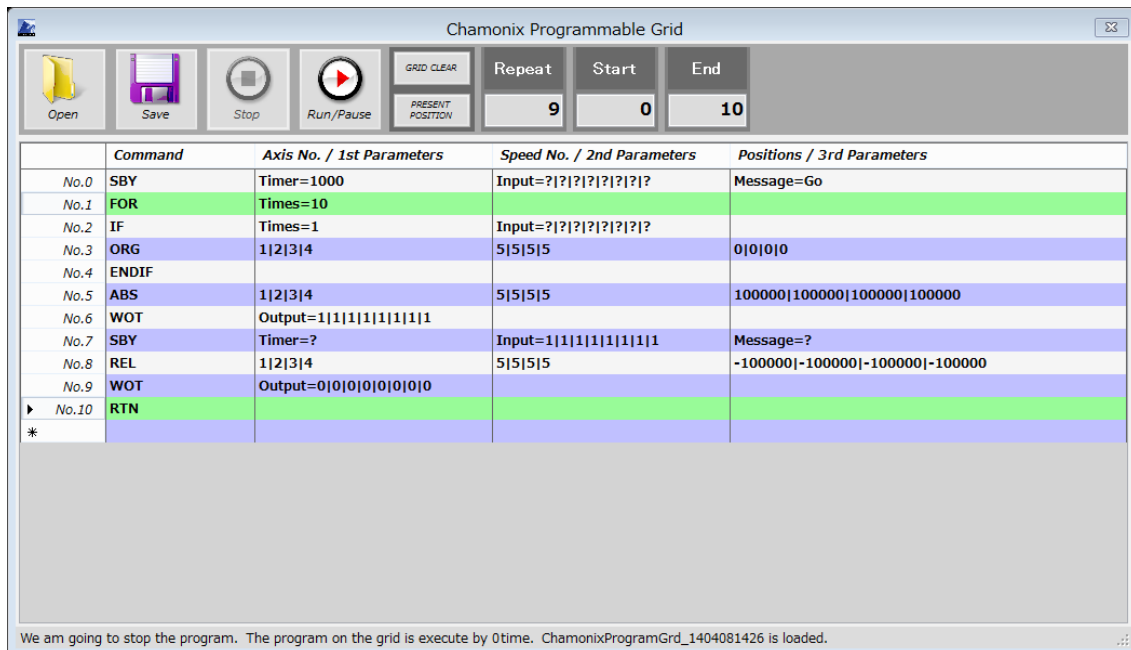 Chamonix Programmable Grid
Open
Save
Stop
Run/Pause
GRID CLEAR
PRESENT
POSITION
Repeat Start End
9 0 10
Command Axis No. / 1st Parameters Speed No. / 2nd Parameters Positions / 3rd Parameters
No.0 SBY Timer=1000 Input=?|?|?|?|?|?|?|? Message=Go
No.1 FOR Times=10
No.2 IF Times=1 Input=?|?|?|?|?|?|?|?
No.3 ORG 1|2|3|4 5|5|5|5 0|0|0|0
No.4 ENDIF
No.5 ABS 1|2|3|4 5|5|5|5 100000|100000|100000|100000
No.6 WOT Output=1|1|1|1|1|1|1|1
No.7 SBY Timer=? Input=1|1|1|1|1|1|1|1 Message=?
No.8 REL 1|2|3|4 5|5|5|5 -100000|-100000|-100000|-100000
No.9 WOT Output=0|0|0|0|0|0|0|0
No.10 RTN
We am going to stop the program. The program on the grid is execute by 0time. ChamonixProgramGrd_1404081426 is loaded.